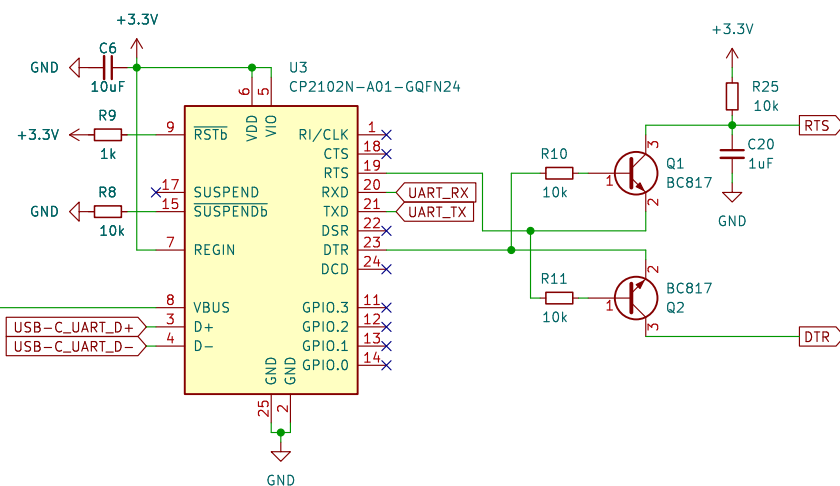 +3.3V
C6
GND
10uF
U3
CP2102N-A01-GQFN24
+3.3V
R25
10k
6
5
VDD
VIO
R9
+3.3V
1k
9
RSTb
RI/CLK
1
RTS
C20
1uF
GND
CTS
18
RTS
19
R10
10k
1
3
2
Q1
BC817
17
SUSPEND
RXD
20
UART_RX
R8
GND
10k
15
SUSPENDb
TXD
21
UART_TX
DSR
22
7
REGIN
DTR
23
DCD
24
R11
10k
1
2
3
BC817
Q2
8
VBUS
GPIO.3
11
USB-C_UART_D+
3
D+
GPIO.2
12
USB-C_UART_D-
4
D-
GPIO.1
13
DTR
GPIO.0
14
GND
GND
25
2
GND